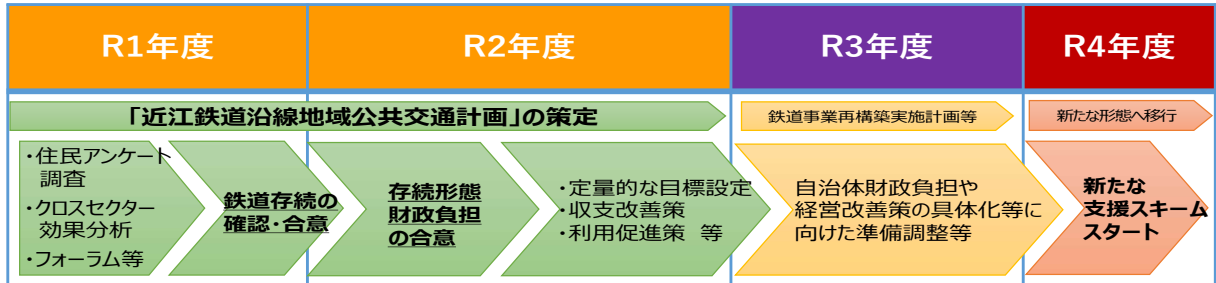 R1年度
R2年度
R3年度
R4年度
「近江鉄道沿線地域公共交通計画」の策定
鉄道事業再構築実施計画等
新たな形態へ移行
・住民アンケート
調査
・クロスセクター
効果分析
・フォーラム等
鉄道存続の
確認・合意
存続形態
財政負担
の合意
・定量的な目標設定
・収支改善策
・利用促進策 等
自治体財政負担や
経営改善策の具体化等に
向けた準備調整等
新たな
支援スキーム
スタート